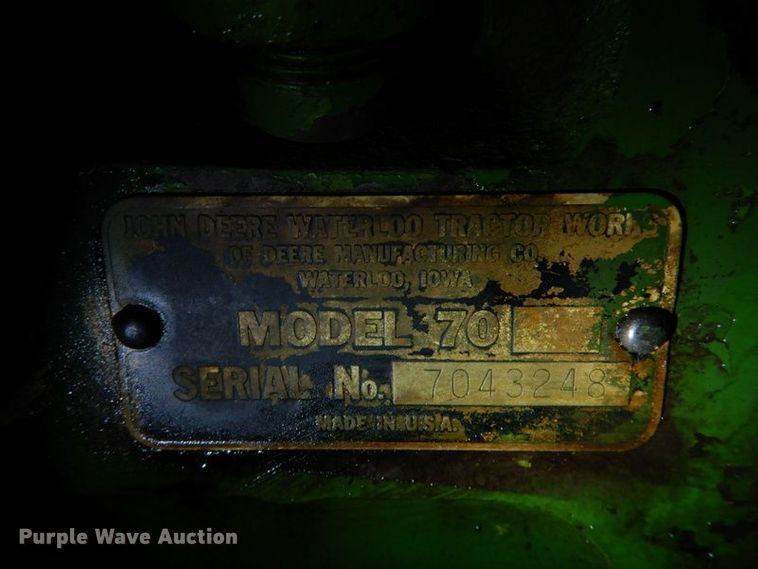 JOHN DEERE WATERLOO TRACTOR WORKS
OF DEERE MANUFACTURING CO.
WATERLOO, IOWA
MODEL 70
SERIAL No. 7043248
MADE IN U.S.A.
Purple Wave Auction